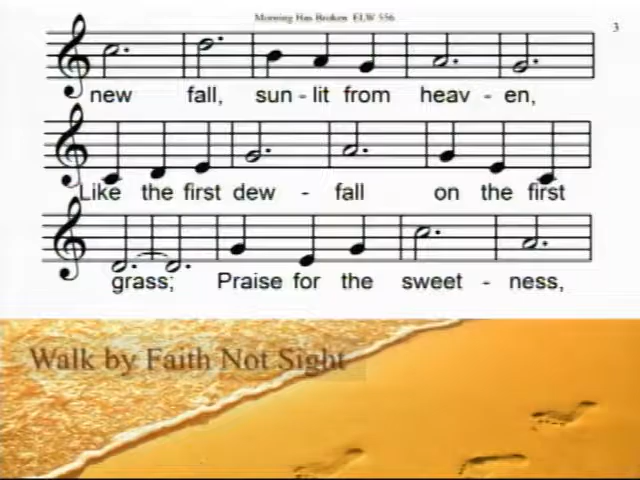 Morning Has Broken ELW 556
3
new fall, sun - lit from heav - en,
Like the first dew - fall on the first
grass; Praise for the sweet - ness,
Walk by Faith Not Sight